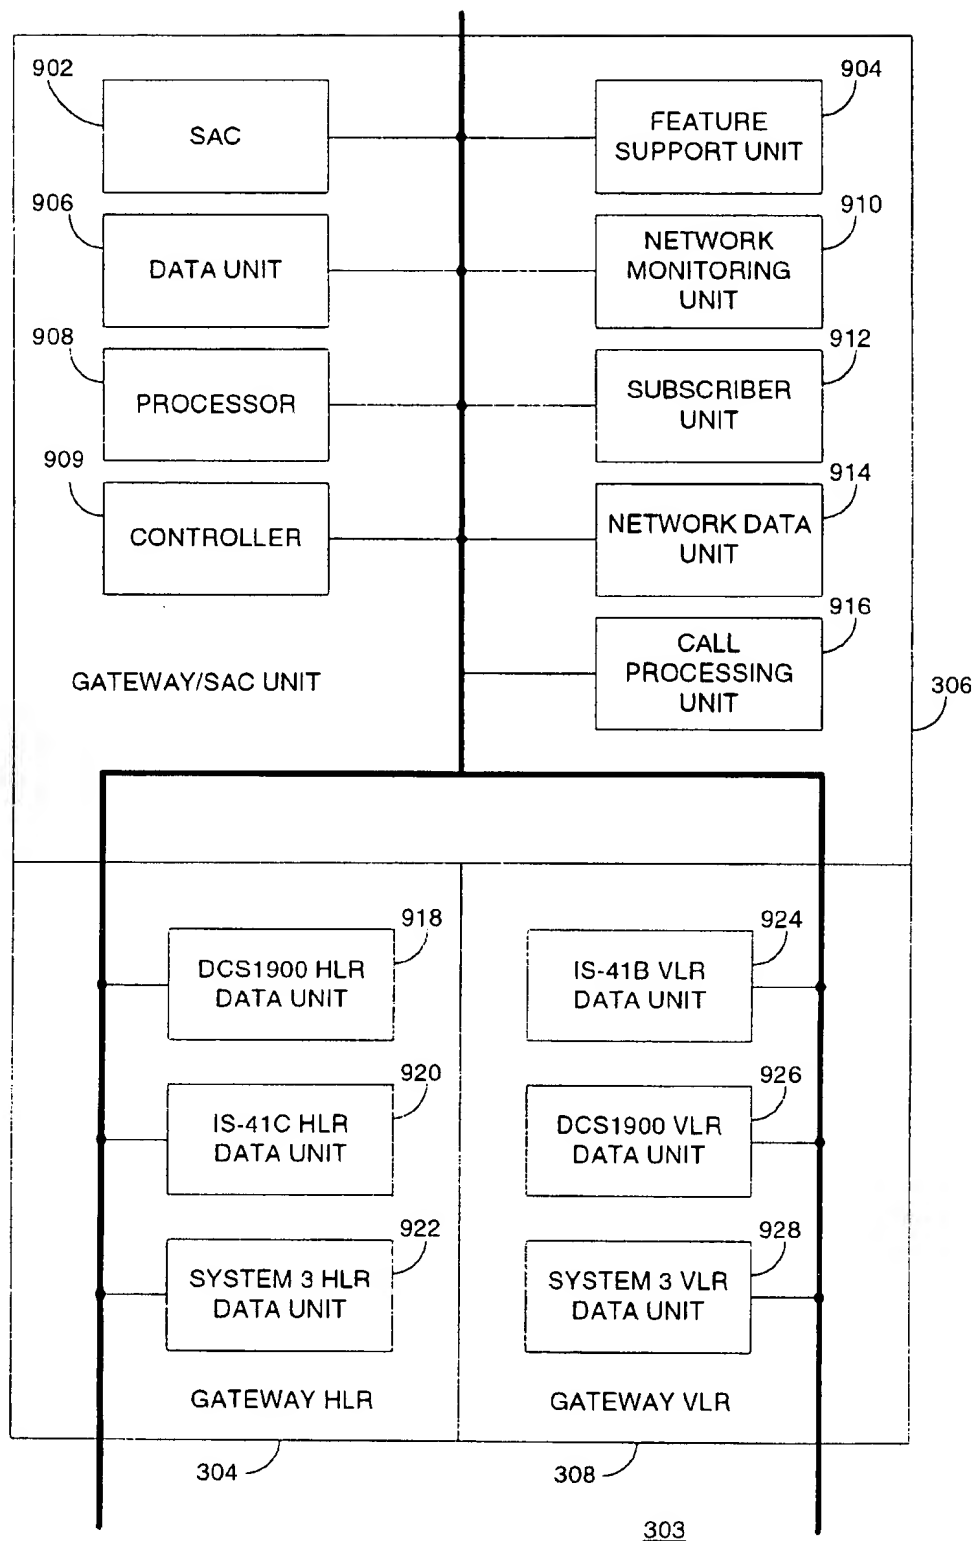 902
SAC
904
FEATURE
SUPPORT UNIT
906
DATA UNIT
910
NETWORK
MONITORING
UNIT
908
PROCESSOR
912
SUBSCRIBER
UNIT
909
CONTROLLER
914
NETWORK DATA
UNIT
916
CALL
PROCESSING
UNIT
GATEWAY/SAC UNIT
306
918
DCS1900 HLR
DATA UNIT
924
IS-41B VLR
DATA UNIT
920
IS-41C HLR
DATA UNIT
926
DCS1900 VLR
DATA UNIT
922
SYSTEM 3 HLR
DATA UNIT
928
SYSTEM 3 VLR
DATA UNIT
GATEWAY HLR
GATEWAY VLR
304
308
303